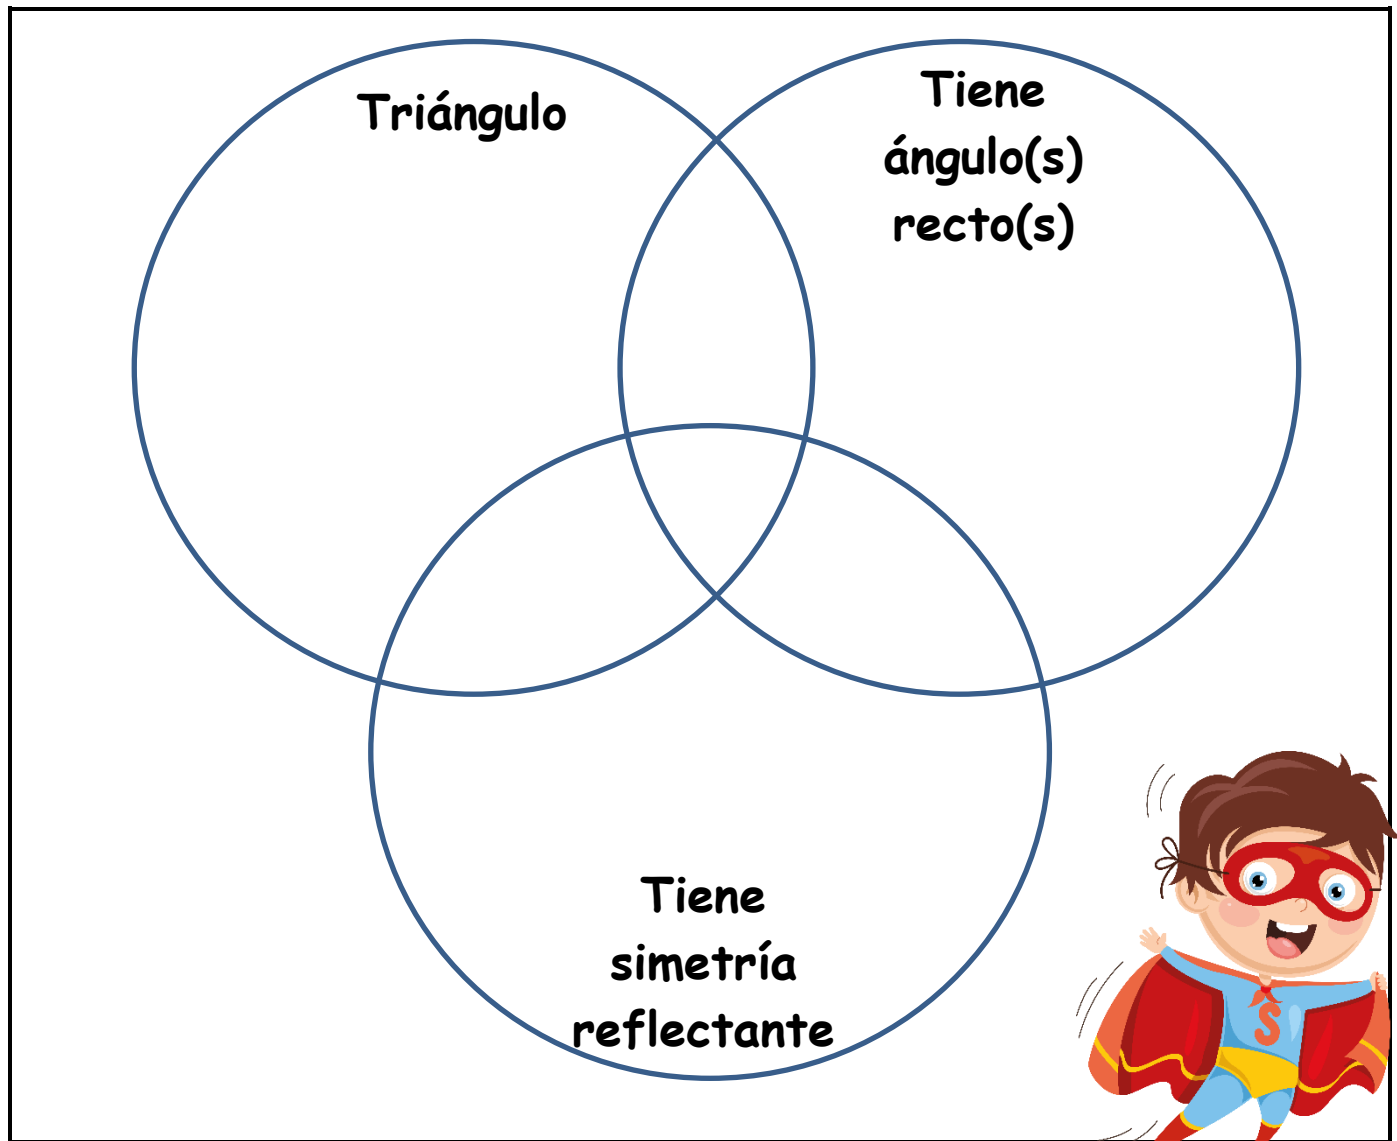 Triángulo
Tiene
ángulo(s)
recto(s)
Tiene
simetría
reflectante
S